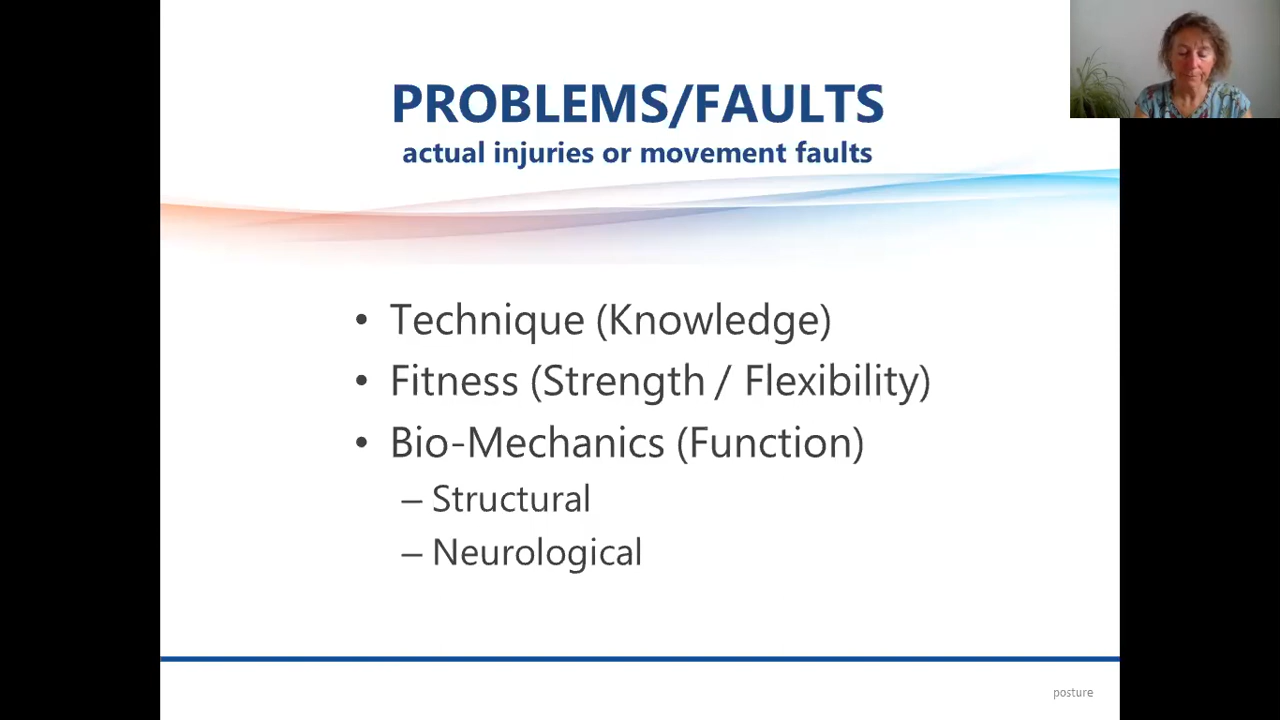 PROBLEMS/FAULTS
actual injuries or movement faults
• Technique (Knowledge)
• Fitness (Strength / Flexibility)
• Bio-Mechanics (Function)
– Structural
– Neurological
posture